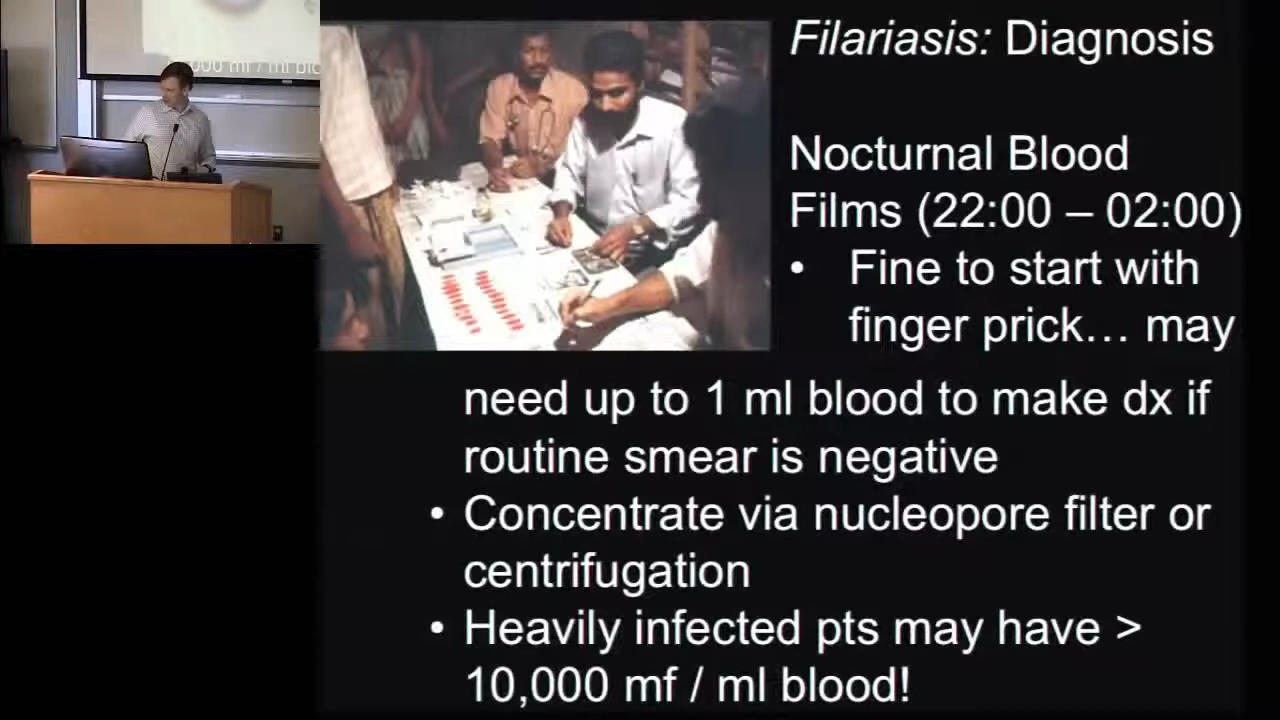 Filariasis: Diagnosis
Nocturnal Blood
Films (22:00 – 02:00)
• Fine to start with
finger prick... may
need up to 1 ml blood to make dx if
routine smear is negative
• Concentrate via nucleopore filter or
centrifugation
• Heavily infected pts may have >
10,000 mf / ml blood!